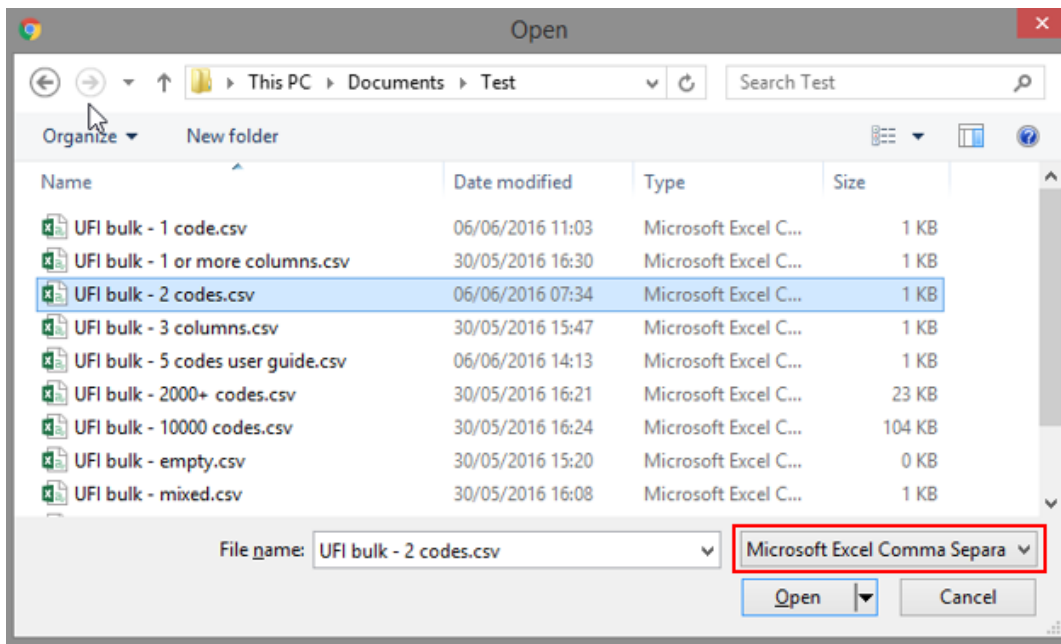 Open
This PC Documents Test Search Test
Organize New folder
Name Date modified Type Size
UFI bulk - 1 code.csv 06/06/2016 11:03 Microsoft Excel C... 1 KB
UFI bulk - 1 or more columns.csv 30/05/2016 16:30 Microsoft Excel C... 1 KB
UFI bulk - 2 codes.csv 06/06/2016 07:34 Microsoft Excel C... 1 KB
UFI bulk - 3 columns.csv 30/05/2016 15:47 Microsoft Excel C... 1 KB
UFI bulk - 5 codes user guide.csv 06/06/2016 14:13 Microsoft Excel C... 1 KB
UFI bulk - 2000+ codes.csv 30/05/2016 16:21 Microsoft Excel C... 23 KB
UFI bulk - 10000 codes.csv 30/05/2016 16:24 Microsoft Excel C... 104 KB
UFI bulk - empty.csv 30/05/2016 15:20 Microsoft Excel C... 0 KB
UFI bulk - mixed.csv 30/05/2016 16:08 Microsoft Excel C... 1 KB
File name: UFI bulk - 2 codes.csv Microsoft Excel Comma Separa
Open Cancel